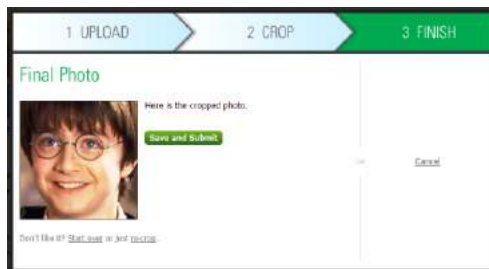 1 UPLOAD
2 CROP
3 FINISH
Final Photo
Here is the cropped photo.
Save and Submit
Cancel
Don't like it? Start over or just re-crop.